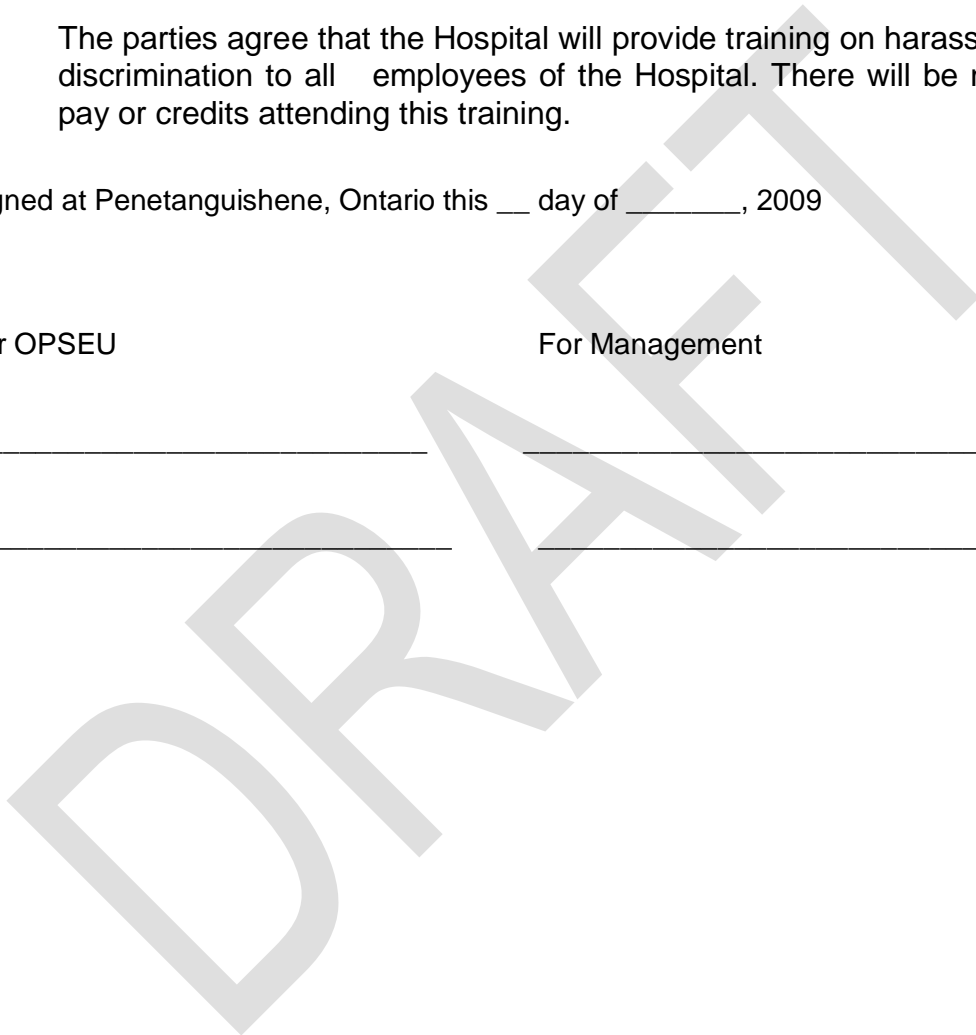 The parties agree that the Hospital will provide training on harass
discrimination to all employees of the Hospital. There will be
pay or credits attending this training.
gned at Penetanguishene, Ontario this __ day of _______, 2009
r OPSEU For Management
DRAFT